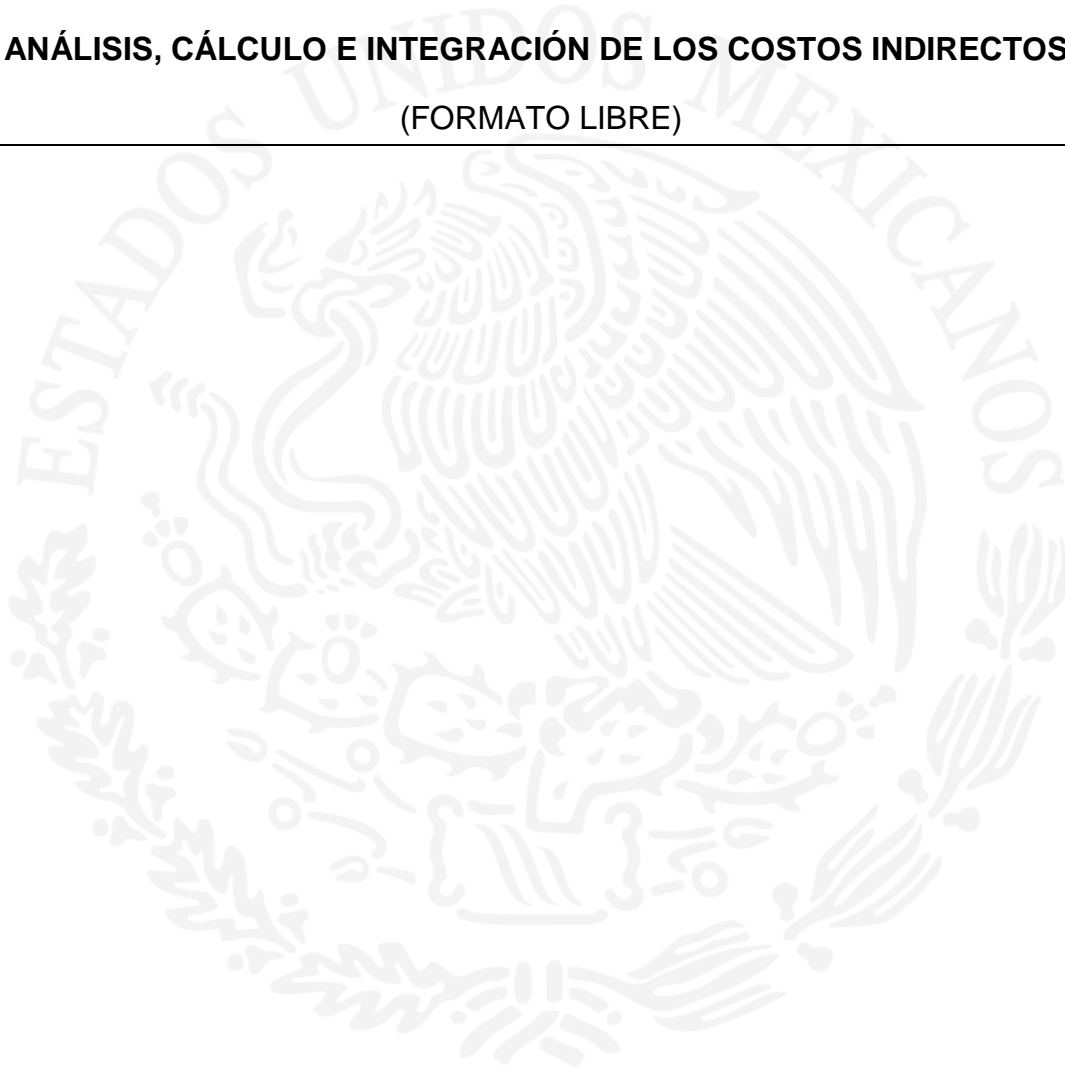 ANÁLISIS, CÁLCULO E INTEGRACIÓN DE LOS COSTOS INDIRECTOS
(FORMATO LIBRE)
ESTADOS UNIDOS MEXICANOS